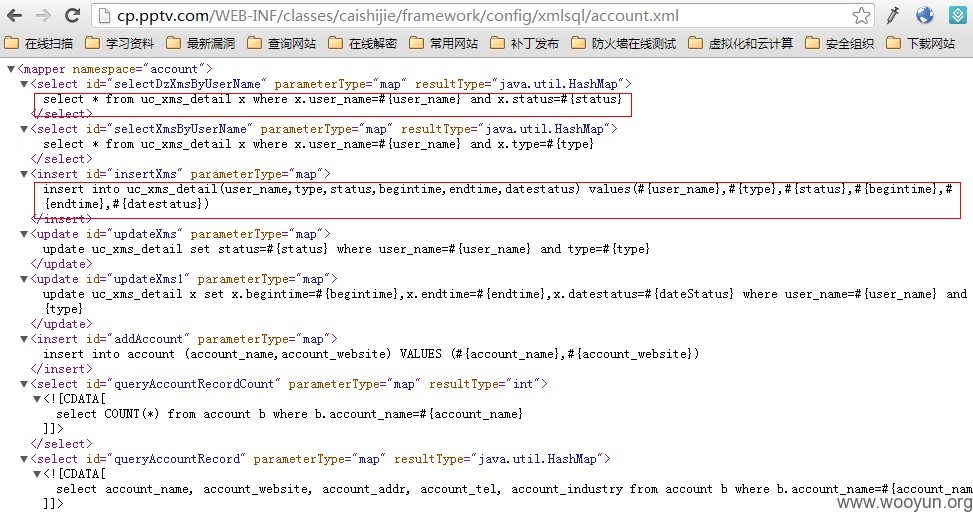 cp.pptv.com/WEB-INF/classes/caishijie/framework/config/xmlsql/account.xml
在线扫描 学习资料 最新漏洞 查询网站 在线解密 常用网站 补丁发布 防火墙在线测试 虚拟化和云计算 安全组织 下载网站
▼<mapper namespace="account">
▼<select id="selectDzXmsByUserName" parameterType="map" resultType="java.util.HashMap">
select * from uc_xms_detail x where x.user_name=#{user_name} and x.status=#{status}
</select>
▼<select id="selectXmsByUserName" parameterType="map" resultType="java.util.HashMap">
select * from uc_xms_detail x where x.user_name=#{user_name} and x.type=#{type}
</select>
▼<insert id="insertXms" parameterType="map">
insert into uc_xms_detail(user_name,type,status,begintime,endtime,datestatus) values(#{user_name},#{type},#{status},#{begintime},#
{endtime},#{datestatus})
</insert>
▼<update id="updateXms" parameterType="map">
update uc_xms_detail set status=#{status} where user_name=#{user_name} and type=#{type}
</update>
▼<update id="updateXms1" parameterType="map">
update uc_xms_detail x set x.begintime=#{begintime},x.endtime=#{endtime},x.datestatus=#{dateStatus} where user_name=#{user_name} and
{type}
</update>
▼<insert id="addAccount" parameterType="map">
insert into account (account_name,account_website) VALUES (#{account_name},#{account_website})
</insert>
▼<select id="queryAccountRecordCount" parameterType="map" resultType="int">
▼<![CDATA[
select COUNT(*) from account b where b.account_name=#{account_name}
]]>
</select>
▼<select id="queryAccountRecord" parameterType="map" resultType="java.util.HashMap">
▼<![CDATA[
select account_name, account_website, account_addr, account_tel, account_industry from account b where b.account_name=#{account_nam
]]>
www.wooyun.org